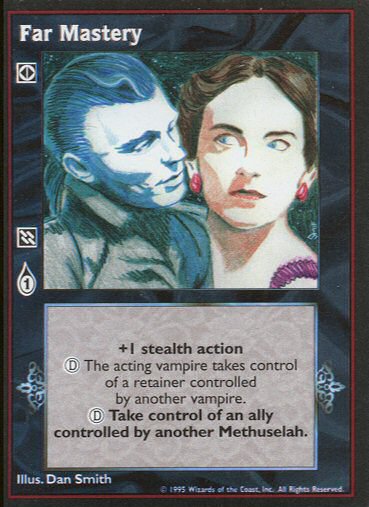 Far Mastery
1
+1 stealth action
Ⓓ The acting vampire takes control
of a retainer controlled
by another vampire.
Ⓓ Take control of an ally
controlled by another Methuselah.
Illus. Dan Smith
© 1995 Wizards of the Coast, Inc. All Rights Reserved.